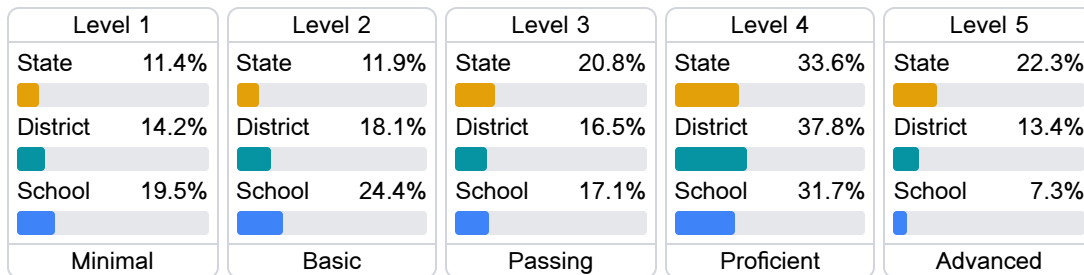 Level 1
State 11.4%
District 14.2%
School 19.5%
Minimal
Level 2
State 11.9%
District 18.1%
School 24.4%
Basic
Level 3
State 20.8%
District 16.5%
School 17.1%
Passing
Level 4
State 33.6%
District 37.8%
School 31.7%
Proficient
Level 5
State 22.3%
District 13.4%
School 7.3%
Advanced